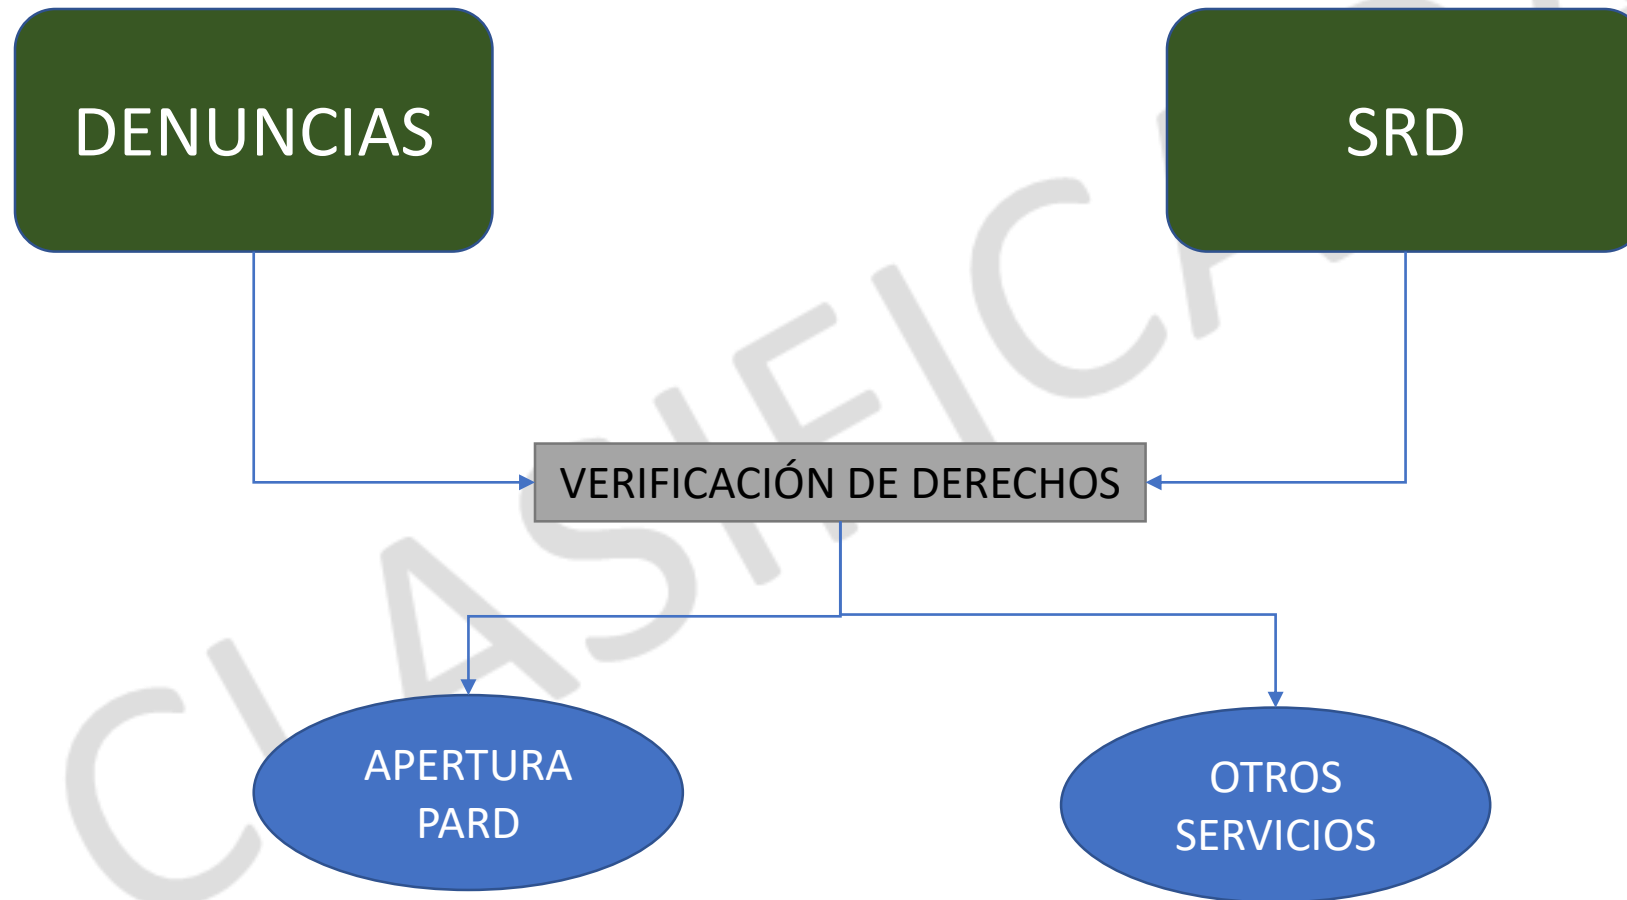 DENUNCIAS
SRD
VERIFICACIÓN DE DERECHOS
APERTURA
PARD
OTROS
SERVICIOS